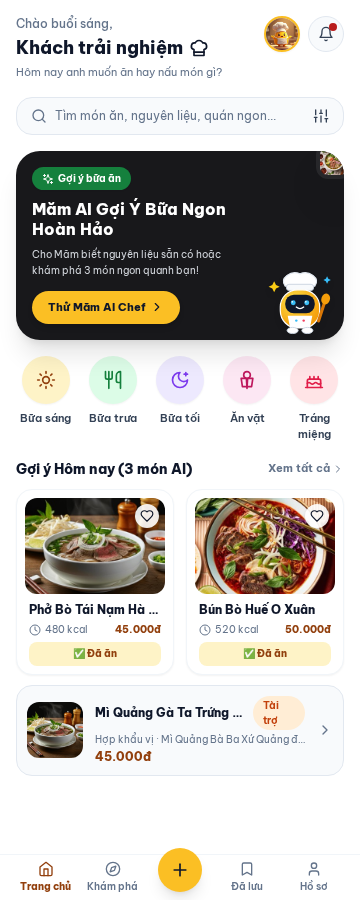 Chào buổi sáng,
Khách trải nghiệm
Hôm nay anh muốn ăn hay nấu món gì?
Tìm món ăn, nguyên liệu, quán ngon...
Gợi ý bữa ăn
Măm AI Gợi Ý Bữa Ngon
Hoàn Hảo
Cho Măm biết nguyên liệu sẵn có hoặc
khám phá 3 món ngon quanh bạn!
Thử Măm AI Chef
Bữa sáng
Bữa trưa
Bữa tối
Ăn vặt
Tráng
miệng
Gợi ý Hôm nay (3 món AI)
Xem tất cả
Phở Bò Tái Nạm Hà ...
480 kcal
45.000đ
✅ Đã ăn
Bún Bò Huế O Xuân
520 kcal
50.000đ
✅ Đã ăn
Mì Quảng Gà Ta Trứng ...
Tài
trợ
Hợp khẩu vị · Mì Quảng Bà Ba Xứ Quảng đ...
45.000đ
Trang chủ
Khám phá
Đã lưu
Hồ sơ